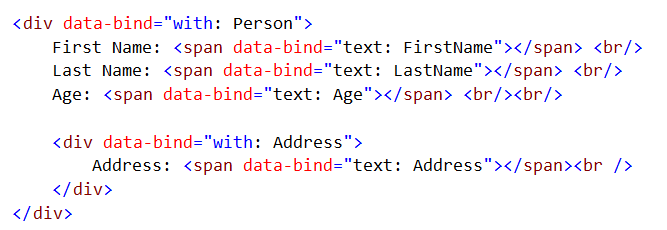 <div data-bind="with: Person">
    First Name: <span data-bind="text: FirstName"></span> <br/>
    Last Name: <span data-bind="text: LastName"></span> <br/>
    Age: <span data-bind="text: Age"></span> <br/><br/>

    <div data-bind="with: Address">
        Address: <span data-bind="text: Address"></span><br />
    </div>
</div>